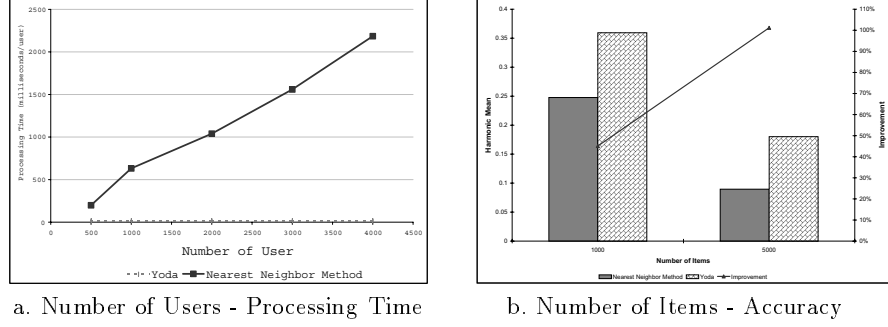 Processing Time (milliseconds/user)
2500
2000
1500
1000
500
0
0 500 1000 1500 2000 2500 3000 3500 4000 4500
Number of User
Yoda Nearest Neighbor Method
a. Number of Users - Processing Time
Harmonic Mean
0.4
0.35
0.3
0.25
0.2
0.15
0.1
0.05
0
110%
100%
90%
80%
70%
60%
50%
40%
30%
20%
10%
0%
Improvement
1000 5000
Number of Items
Nearest Neighbor Method Yoda Improvement
b. Number of Items - Accuracy